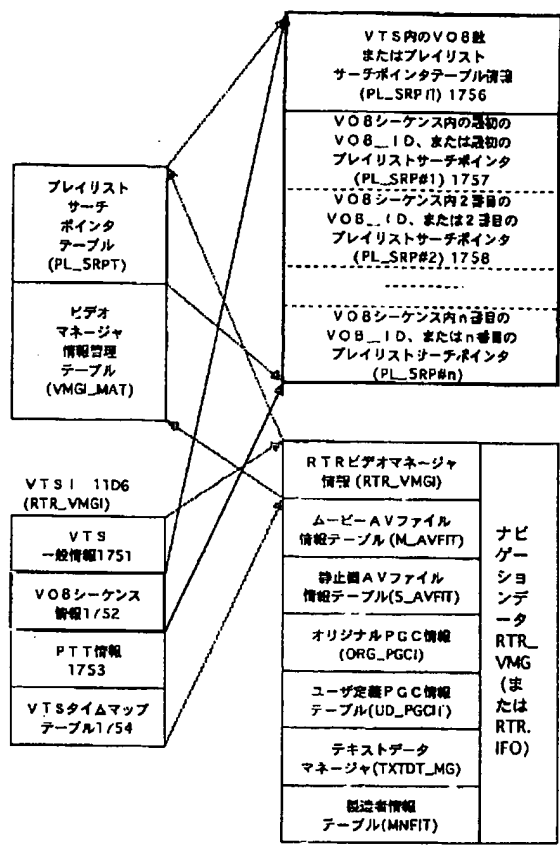 VTS内のVOB数
またはプレイリスト
サーチポインタテーブル情報
(PL_SRPTI) 1756
VOBシーケンス内の最初の
VOB__ID、または最初の
プレイリストサーチポインタ
(PL_SRP#1) 1757
VOBシーケンス内2番目の
VOB__ID、または2番目の
プレイリストサーチポインタ
(PL_SRP#2) 1758
VOBシーケンス内n番目の
VOB__ID、またはn番目の
プレイリストサーチポインタ
(PL_SRP#n)
プレイリスト
サーチ
ポインタ
テーブル
(PL_SRPT)
ビデオ
マネージャ
情報管理
テーブル
(VMGI_MAT)
VTSI 11D6
(RTR_VMGI)
VTS
一般情報1751
VOBシーケンス
情報1752
PTT情報
1753
VTSタイムマップ
テーブル1754
RTRビデオマネージャ
情報 (RTR_VMGI)
ムービーAVファイル
情報テーブル (M_AVFIT)
静止画AVファイル
情報テーブル(S_AVFIT)
オリジナルPGC情報
(ORG_PGCI)
ユーザ定義PGC情報
テーブル(UD_PGCIT)
テキストデータ
マネージャ(TXTDT_MG)
製造者情報
テーブル(MNFIT)
ナビ
ゲー
ショ
ンデ
ータ
RTR_
VMG
(ま
たは
RTR.
IFO)